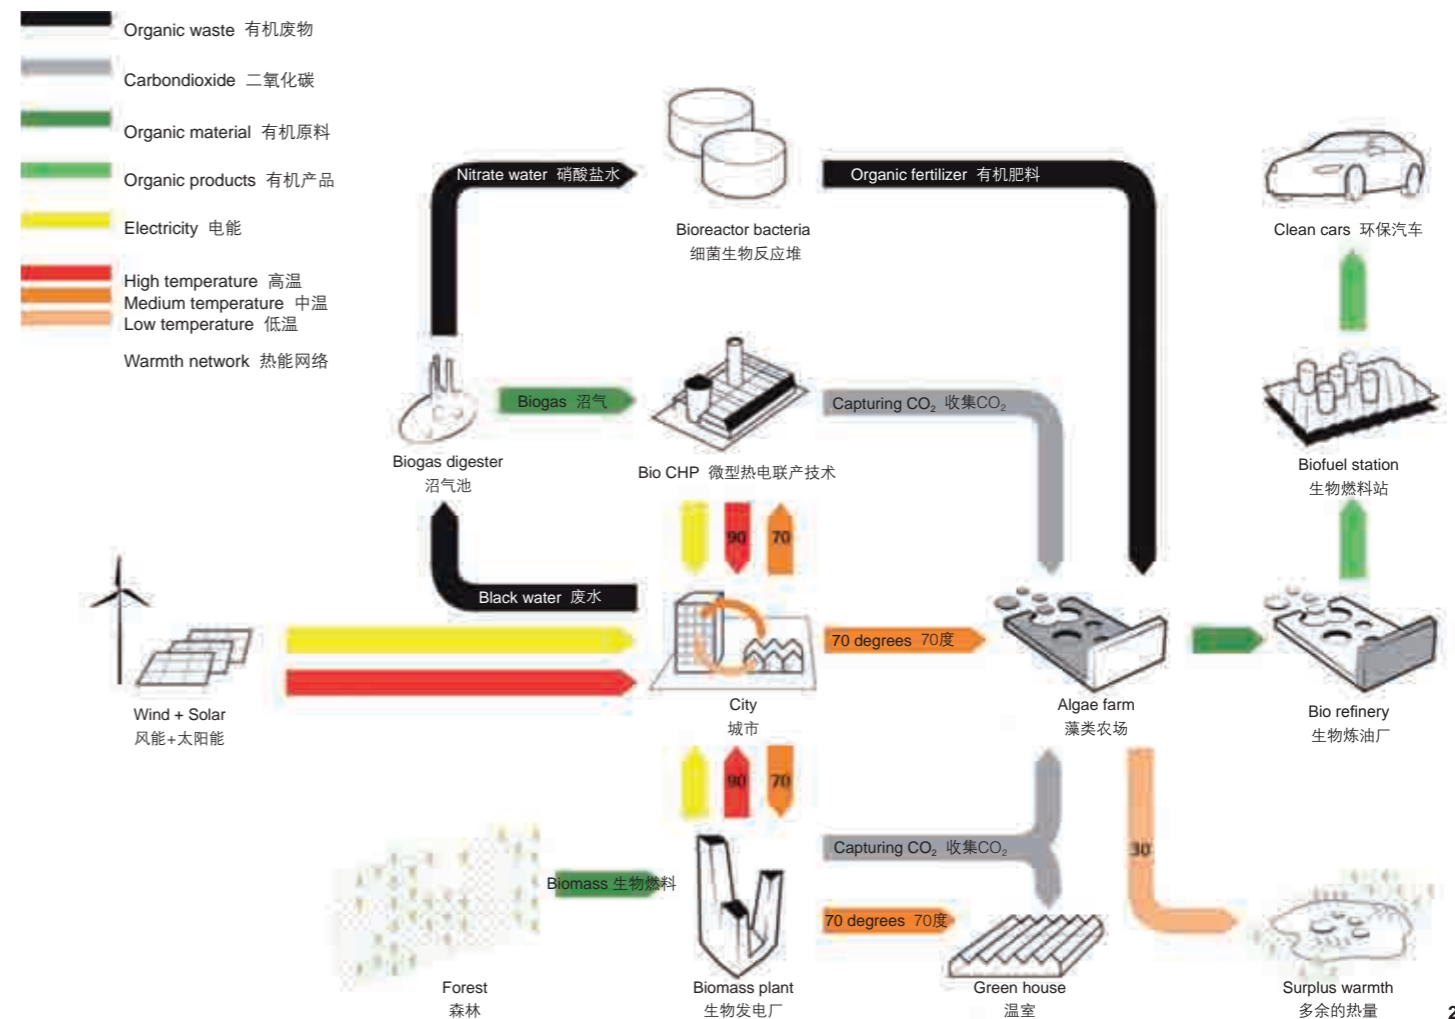 Organic waste 有机废物
Carbondioxide 二氧化碳
Organic material 有机原料
Organic products 有机产品
Electricity 电能
High temperature 高温
Medium temperature 中温
Low temperature 低温
Warmth network 热能网络
Nitrate water 硝酸盐水
Organic fertilizer 有机肥料
Bioreactor bacteria
细菌生物反应堆
Clean cars 环保汽车
Biogas 沼气
Capturing CO₂ 收集CO₂
Biogas digester
沼气池
Bio CHP 微型热电联产技术
Biofuel station
生物燃料站
90
70
Black water 废水
70 degrees 70度
Wind + Solar
风能+太阳能
City
城市
Algae farm
藻类农场
Bio refinery
生物炼油厂
90
70
Capturing CO₂ 收集CO₂
30
Biomass 生物燃料
70 degrees 70度
Forest
森林
Biomass plant
生物发电厂
Green house
温室
Surplus warmth
多余的热量
2